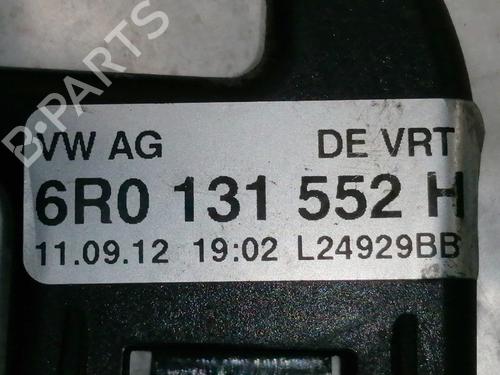 B-PARTS
VW AG DE VRT
6R0 131 552 H
11.09.12 19:02 L24929BB